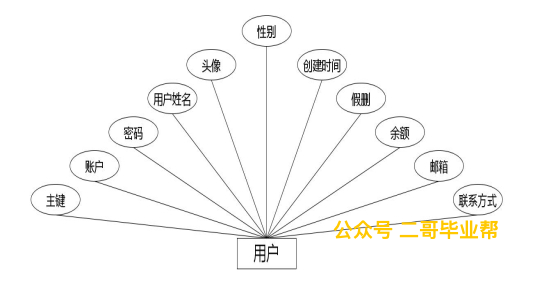 性别
头像
创建时间
用户姓名
假删
密码
余额
账户
邮箱
主键
联系方式
公众号 二哥毕业帮
用户